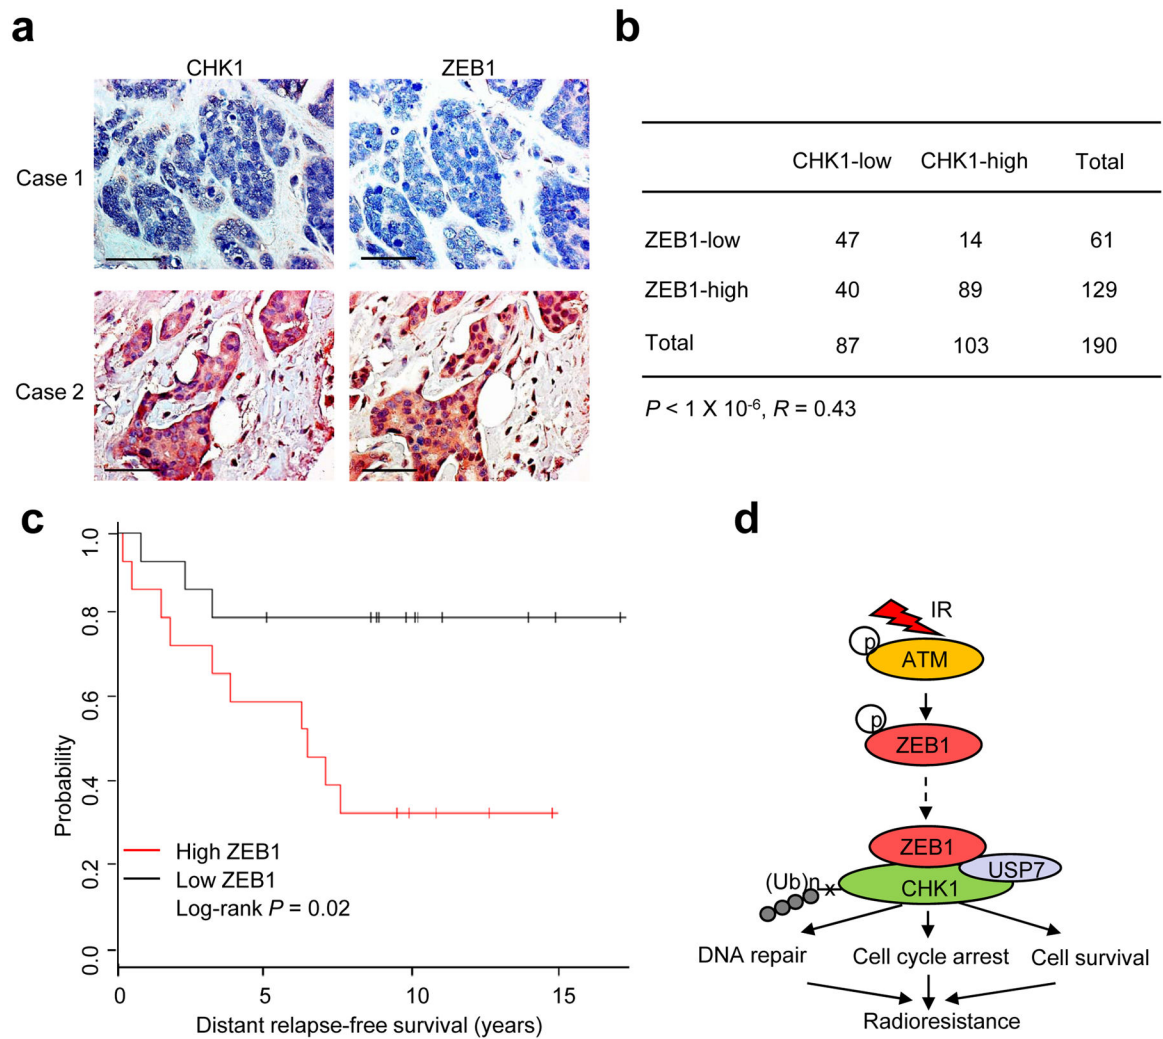 a
CHK1 ZEB1
Case 1
Case 2
b
CHK1-low CHK1-high Total
ZEB1-low 47 14 61
ZEB1-high 40 89 129
Total 87 103 190
P < 1 X 10-6, R = 0.43
c
1.0
0.8
0.6
0.4
0.2
0.0
Probability
High ZEB1
Low ZEB1
Log-rank P = 0.02
0 5 10 15
Distant relapse-free survival (years)
d
IR
p
ATM
p
ZEB1
ZEB1
USP7
(Ub)n x
CHK1
DNA repair Cell cycle arrest Cell survival
Radioresistance